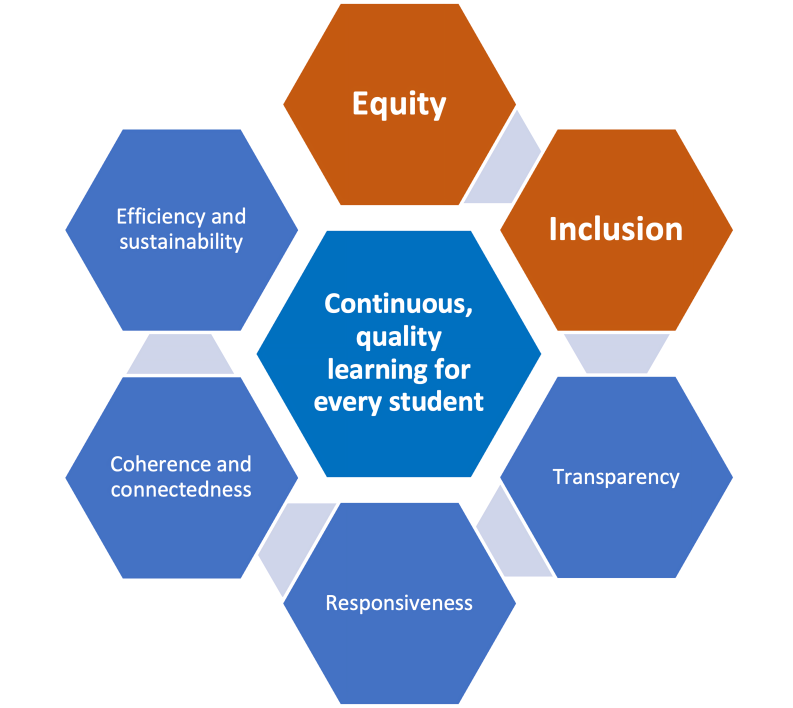 Equity
Inclusion
Efficiency and
sustainability
Continuous,
quality
learning for
every student
Coherence and
connectedness
Transparency
Responsiveness